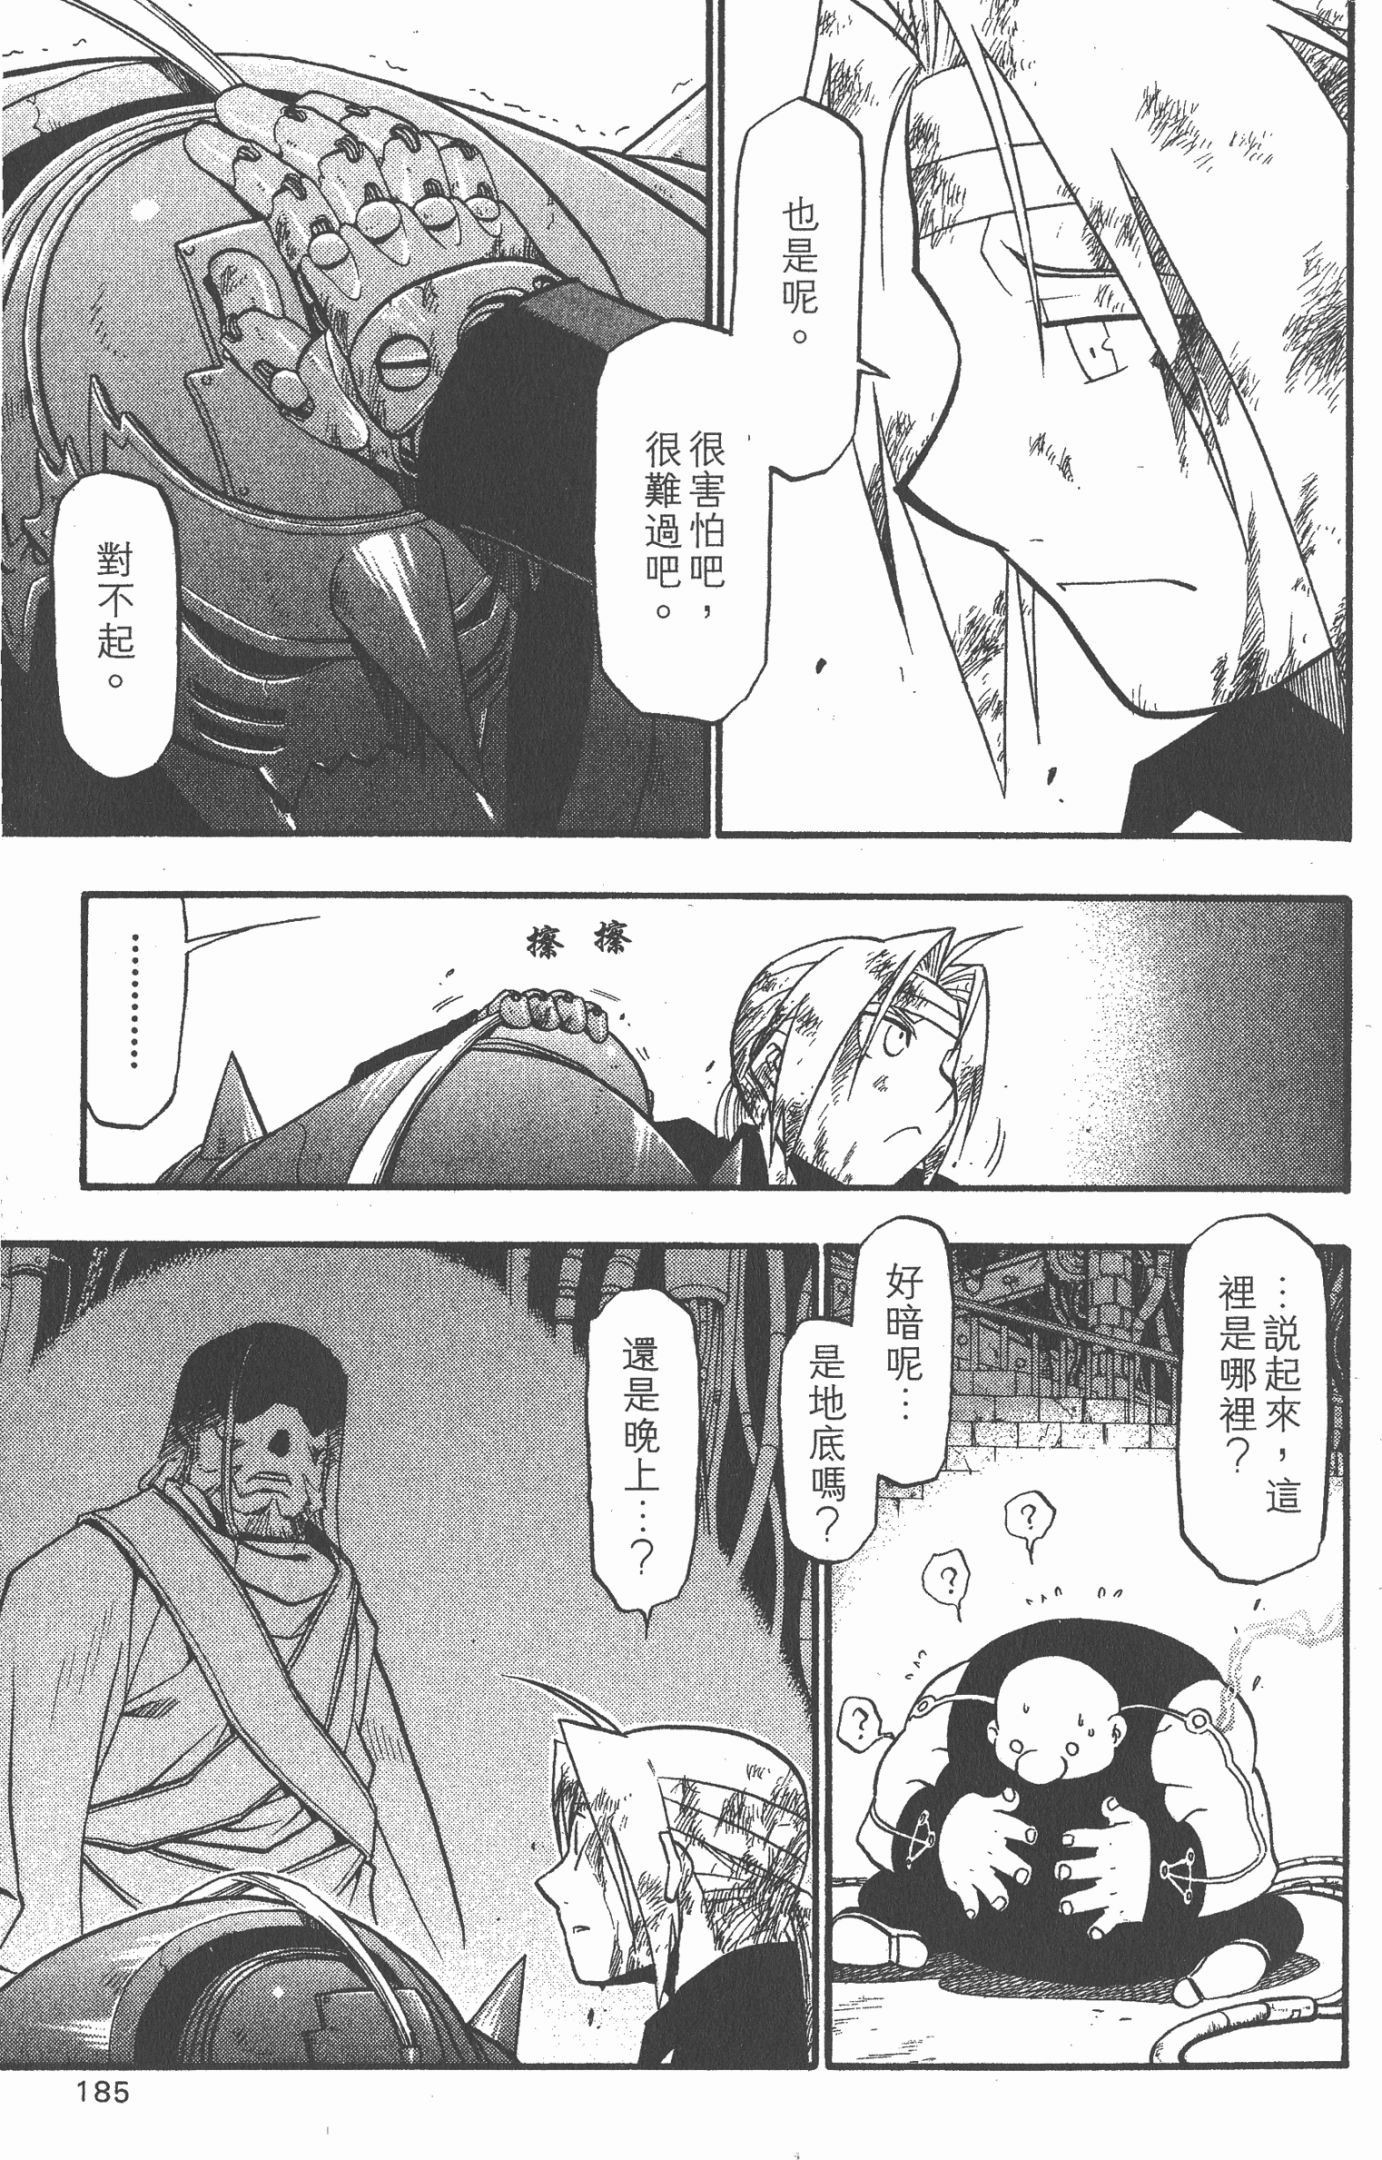 也是呢。
很害怕吧，
很難過吧。
對不起。
擦
擦
…………
…説起來，這
裡是哪裡？
好暗呢…
是地底嗎？
?
?
?
還是晚上…？
185